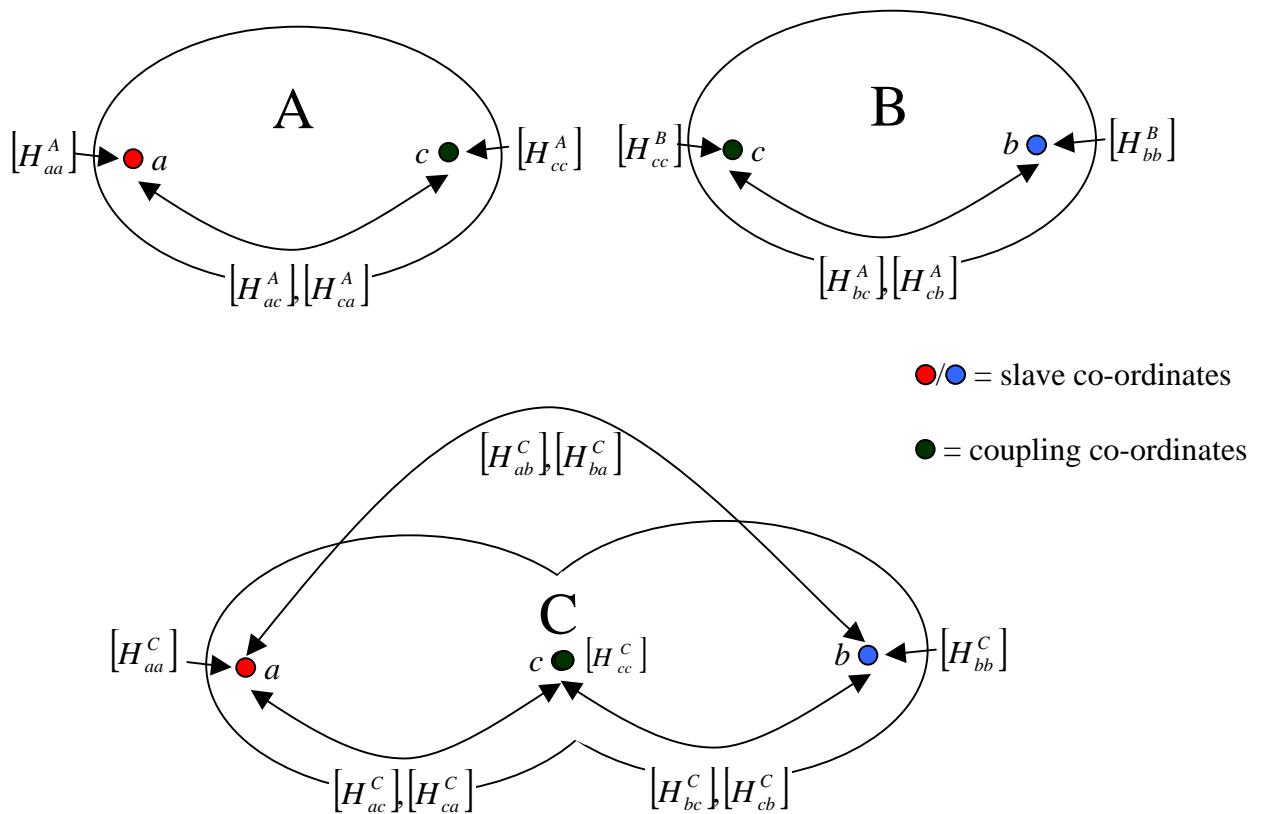 A
B
[H^A_aa]
a
c
[H^A_cc]
[H^B_cc]
c
b
[H^B_bb]
[H^A_ac],[H^A_ca]
[H^A_bc],[H^A_cb]
/ = slave co-ordinates
= coupling co-ordinates
[H^C_ab],[H^C_ba]
C
[H^C_aa]
a
c
[H^C_cc]
b
[H^C_bb]
[H^C_ac],[H^C_ca]
[H^C_bc],[H^C_cb]